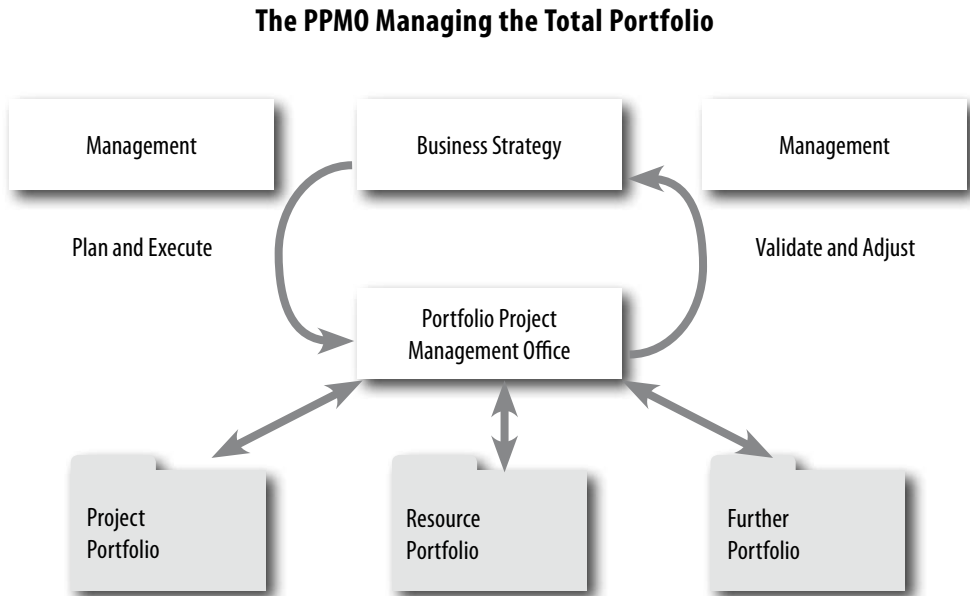 The PPMO Managing the Total Portfolio
Management
Business Strategy
Management
Plan and Execute
Validate and Adjust
Portfolio Project
Management Office
Project
Portfolio
Resource
Portfolio
Further
Portfolio